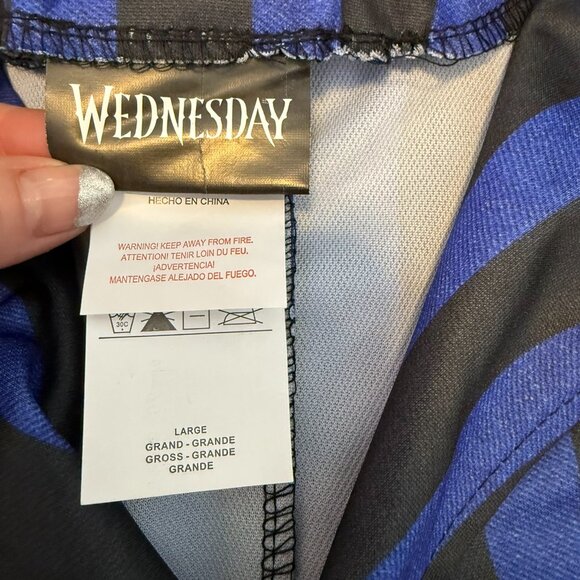 WEDNESDAY
HECHO EN CHINA
WARNING! KEEP AWAY FROM FIRE.
ATTENTION! TENIR LOIN DU FEU.
¡ADVERTENCIA!
MANTENGASE ALEJADO DEL FUEGO.
30C
LARGE
GRAND - GRANDE
GROSS - GRANDE
GRANDE